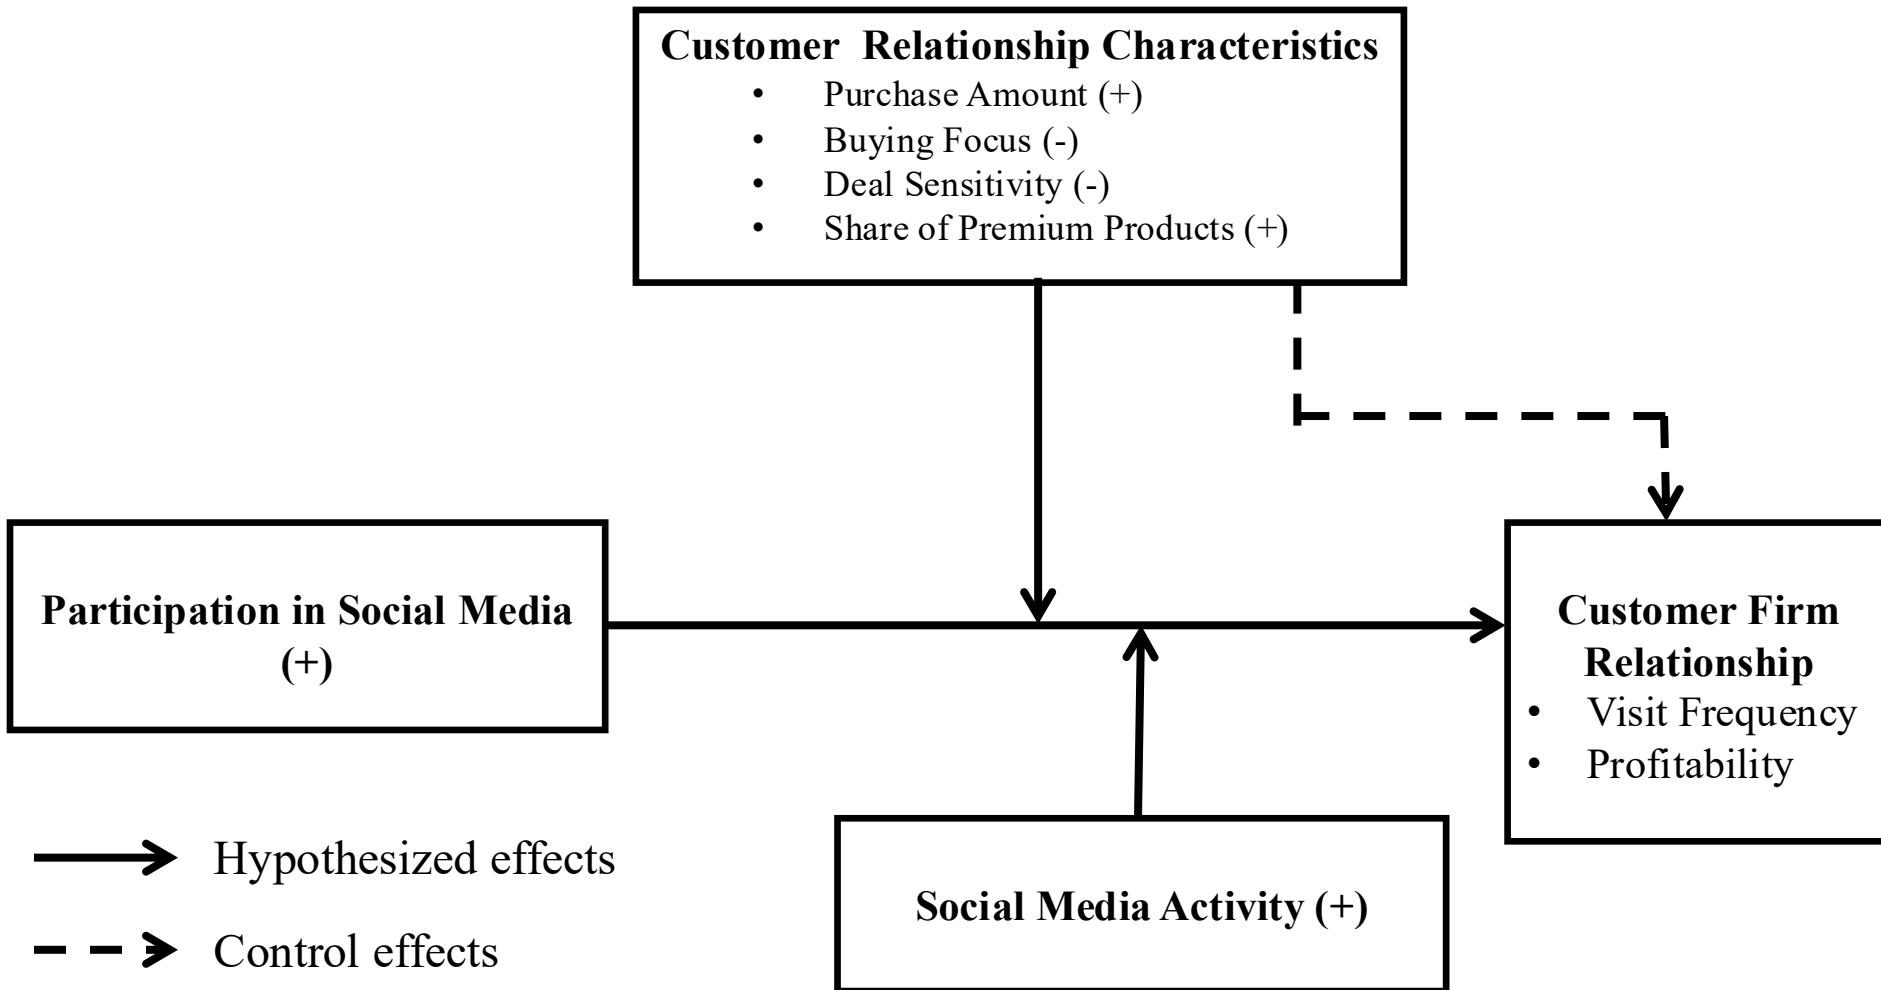 Customer Relationship Characteristics
• Purchase Amount (+)
• Buying Focus (-)
• Deal Sensitivity (-)
• Share of Premium Products (+)
Participation in Social Media
(+)
Customer Firm
Relationship
• Visit Frequency
• Profitability
Social Media Activity (+)
Hypothesized effects
Control effects